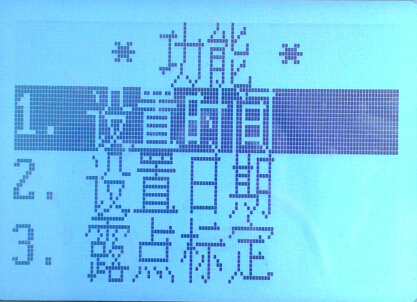 * 功能 *
1. 设置时间
2. 设置日期
3. 露点标定